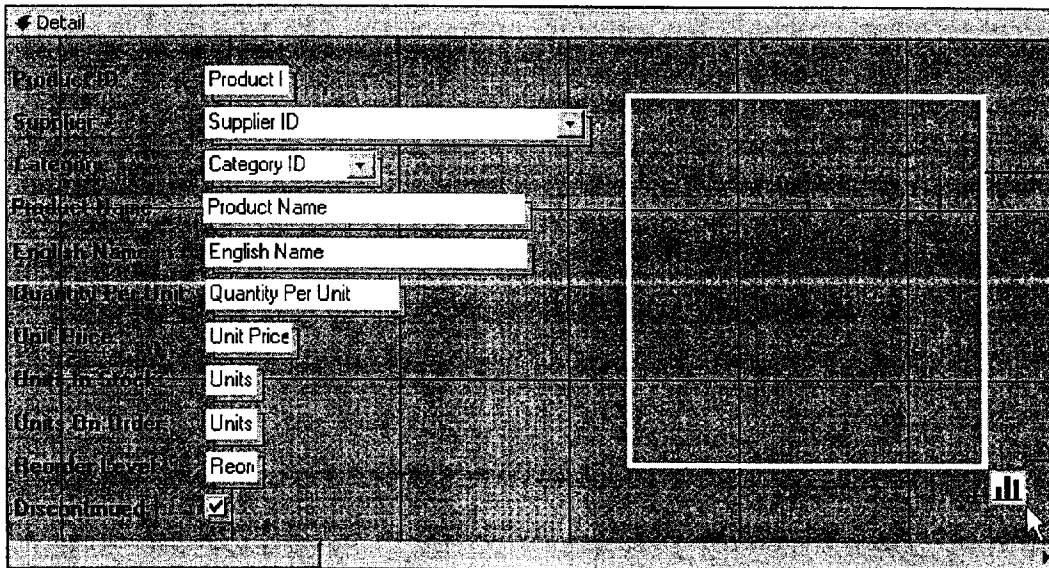 Detail
Product ID: Product I
Supplier: Supplier ID
Category: Category ID
Product Name: Product Name
English Name: English Name
Quantity Per Unit: Quantity Per Unit
Unit Price: Unit Price
Units In Stock: Units
Units On Order: Units
Reorder Level: Reor
Discontinued: